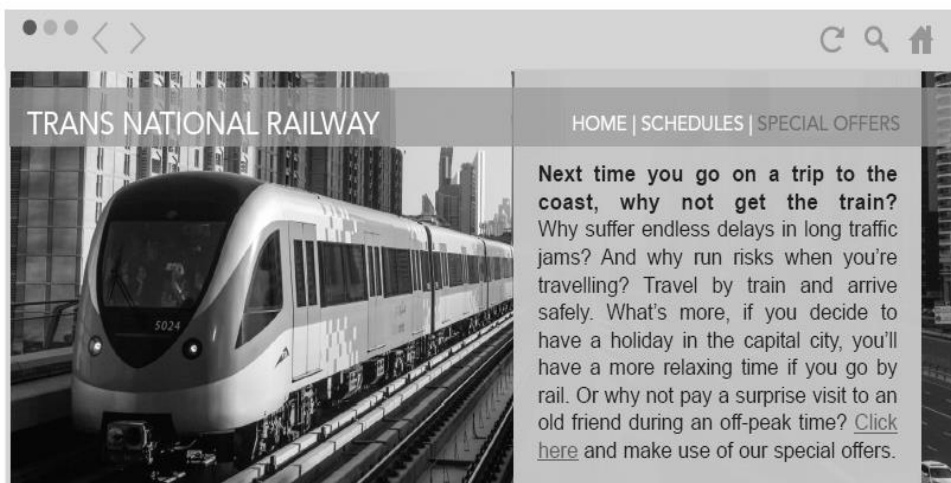 TRANS NATIONAL RAILWAY
HOME | SCHEDULES | SPECIAL OFFERS
Next time you go on a trip to the
coast, why not get the train?
Why suffer endless delays in long traffic
jams? And why run risks when you're
travelling? Travel by train and arrive
safely. What's more, if you decide to
have a holiday in the capital city, you'll
have a more relaxing time if you go by
rail. Or why not pay a surprise visit to an
old friend during an off-peak time? Click
here and make use of our special offers.
5024